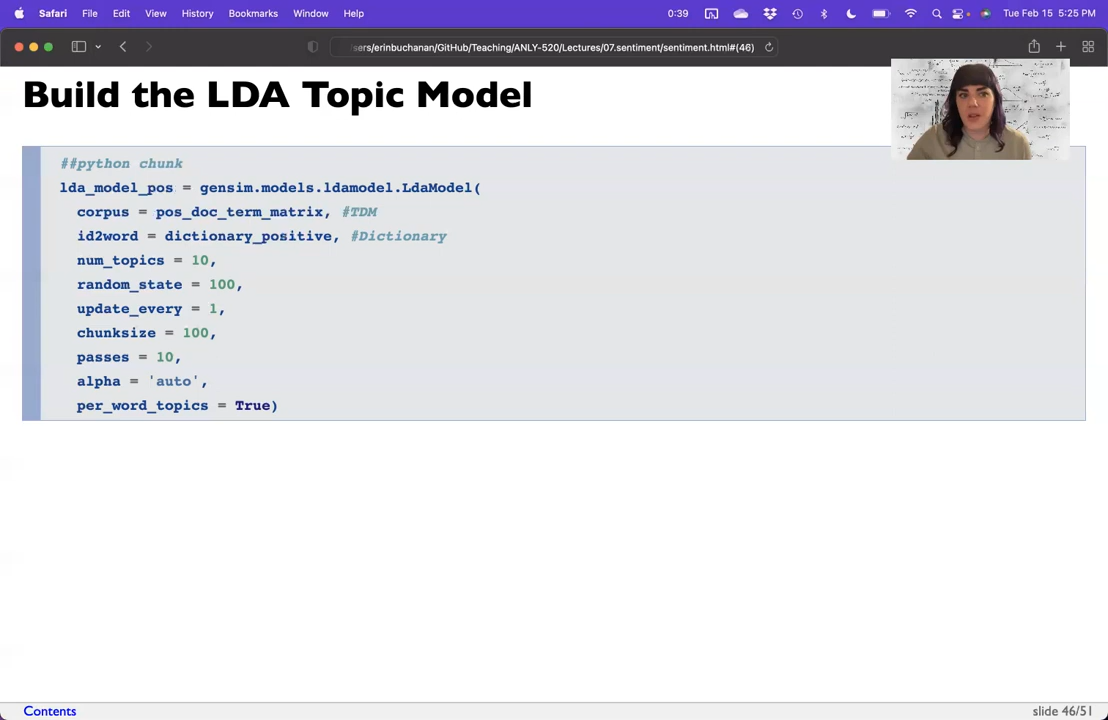 Safari File Edit View History Bookmarks Window Help 0:39 Tue Feb 15 5:25 PM
sers/erinbuchanan/GitHub/Teaching/ANLY-520/Lectures/07.sentiment/sentiment.html#(46)
Build the LDA Topic Model
##python chunk
lda_model_pos = gensim.models.ldamodel.LdaModel(
corpus = pos_doc_term_matrix, #TDM
id2word = dictionary_positive, #Dictionary
num_topics = 10,
random_state = 100,
update_every = 1,
chunksize = 100,
passes = 10,
alpha = 'auto',
per_word_topics = True)
Contents slide 46/51